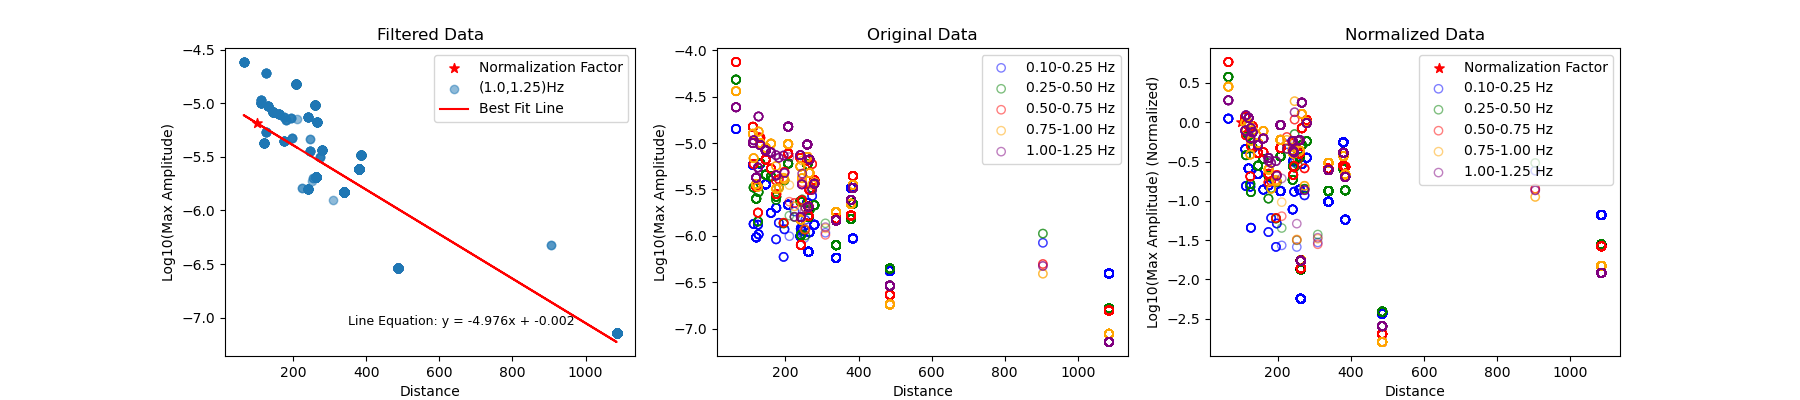 Filtered Data
−4.5
−5.0
−5.5
−6.0
−6.5
−7.0
Log10(Max Amplitude)
Normalization Factor
(1.0,1.25)Hz
Best Fit Line
Line Equation: y = -4.976x + -0.002
200 400 600 800 1000
Distance
Original Data
−4.0
−4.5
−5.0
−5.5
−6.0
−6.5
−7.0
Log10(Max Amplitude)
0.10-0.25 Hz
0.25-0.50 Hz
0.50-0.75 Hz
0.75-1.00 Hz
1.00-1.25 Hz
200 400 600 800 1000
Distance
Normalized Data
0.5
0.0
−0.5
−1.0
−1.5
−2.0
−2.5
Log10(Max Amplitude) (Normalized)
Normalization Factor
0.10-0.25 Hz
0.25-0.50 Hz
0.50-0.75 Hz
0.75-1.00 Hz
1.00-1.25 Hz
200 400 600 800 1000
Distance